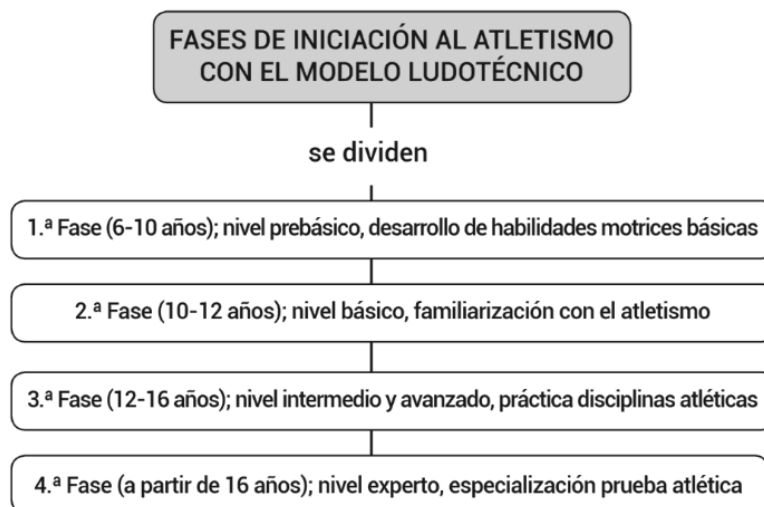 FASES DE INICIACIÓN AL ATLETISMO
CON EL MODELO LUDOTÉCNICO
se dividen
1.ª Fase (6-10 años); nivel prebásico, desarrollo de habilidades motrices básicas
2.ª Fase (10-12 años); nivel básico, familiarización con el atletismo
3.ª Fase (12-16 años); nivel intermedio y avanzado, práctica disciplinas atléticas
4.ª Fase (a partir de 16 años); nivel experto, especialización prueba atlética